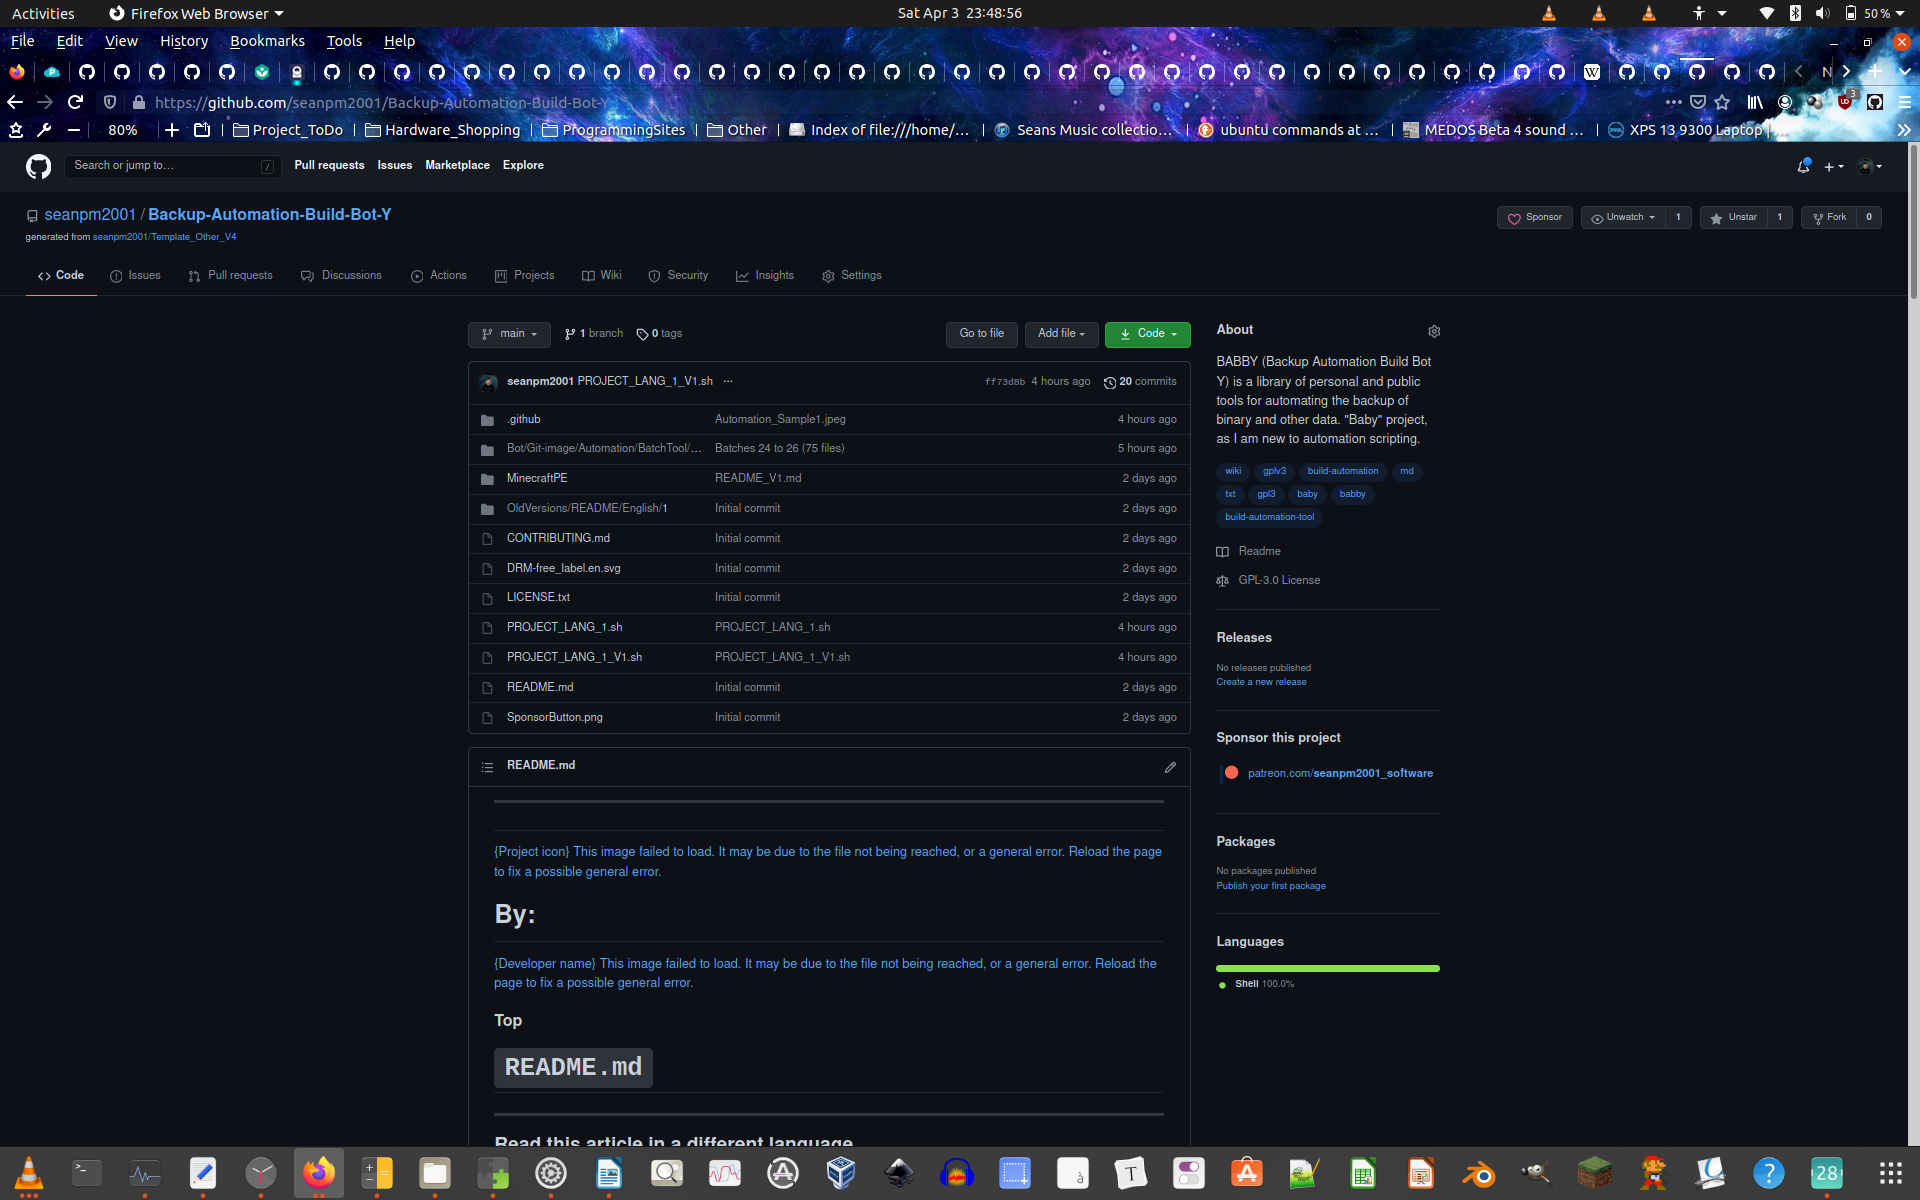 Activities Firefox Web Browser Sat Apr 3 23:48:56 50 %
File Edit View History Bookmarks Tools Help
https://github.com/seanpm2001/Backup-Automation-Build-Bot-Y 3
80% Project_ToDo Hardware_Shopping ProgrammingSites Other Index of file:///home/… Seans Music collectio… ubuntu commands at … MEDOS Beta 4 sound … XPS 13 9300 Laptop |
Search or jump to… / Pull requests Issues Marketplace Explore
seanpm2001 / Backup-Automation-Build-Bot-Y Sponsor Unwatch 1 Unstar 1 Fork 0
generated from seanpm2001/Template_Other_V4
Code Issues Pull requests Discussions Actions Projects Wiki Security Insights Settings
main 1 branch 0 tags Go to file Add file Code
seanpm2001 PROJECT_LANG_1_V1.sh ... ff73d8b 4 hours ago 20 commits
.github Automation_Sample1.jpeg 4 hours ago
Bot/Git-image/Automation/BatchTool/… Batches 24 to 26 (75 files) 5 hours ago
MinecraftPE README_V1.md 2 days ago
OldVersions/README/English/1 Initial commit 2 days ago
CONTRIBUTING.md Initial commit 2 days ago
DRM-free_label.en.svg Initial commit 2 days ago
LICENSE.txt Initial commit 2 days ago
PROJECT_LANG_1.sh PROJECT_LANG_1.sh 4 hours ago
PROJECT_LANG_1_V1.sh PROJECT_LANG_1_V1.sh 4 hours ago
README.md Initial commit 2 days ago
SponsorButton.png Initial commit 2 days ago
README.md
{Project icon} This image failed to load. It may be due to the file not being reached, or a general error. Reload the page
to fix a possible general error.
By:
{Developer name} This image failed to load. It may be due to the file not being reached, or a general error. Reload the
page to fix a possible general error.
Top
README.md
Read this article in a different language
About
BABBY (Backup Automation Build Bot
Y) is a library of personal and public
tools for automating the backup of
binary and other data. "Baby" project,
as I am new to automation scripting.
wiki gplv3 build-automation md
txt gpl3 baby babby
build-automation-tool
Readme
GPL-3.0 License
Releases
No releases published
Create a new release
Sponsor this project
patreon.com/seanpm2001_software
Packages
No packages published
Publish your first package
Languages
Shell 100.0%
28